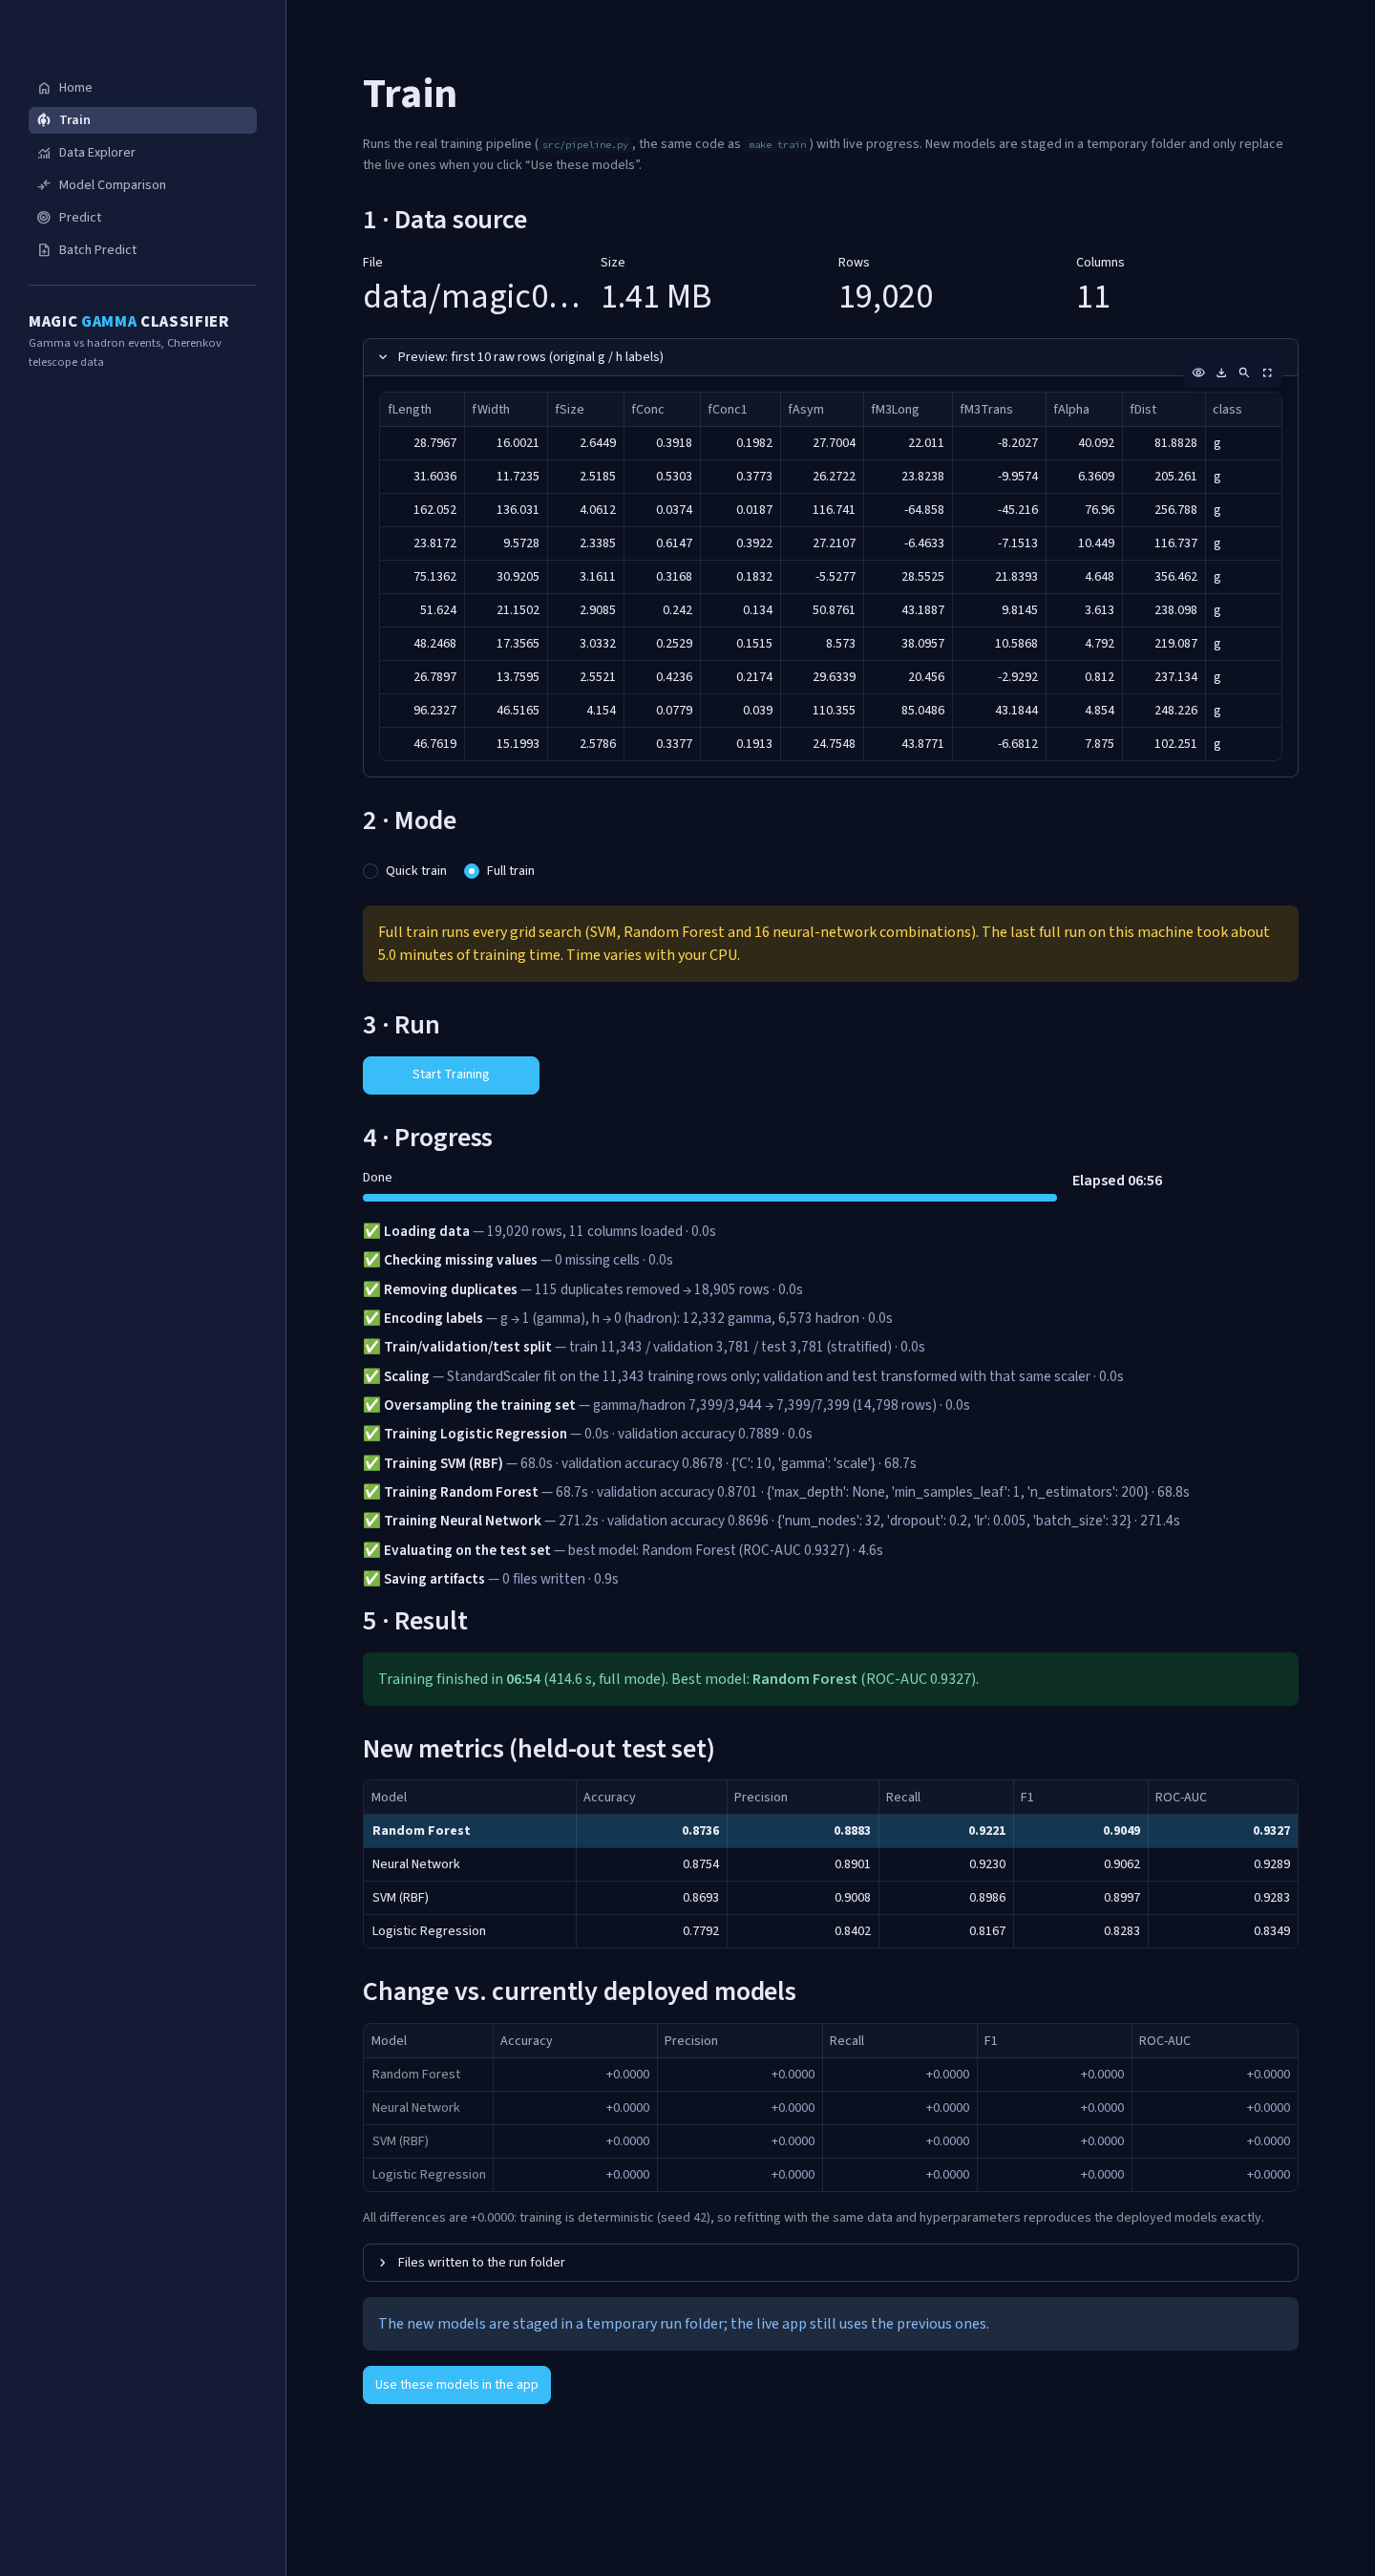 Home
Train
Data Explorer
Model Comparison
Predict
Batch Predict
MAGIC GAMMA CLASSIFIER
Gamma vs hadron events, Cherenkov
telescope data
Train
Runs the real training pipeline ( src/pipeline.py , the same code as make train ) with live progress. New models are staged in a temporary folder and only replace
the live ones when you click “Use these models”.
1 · Data source
File Size Rows Columns
data/magic0… 1.41 MB 19,020 11
Preview: first 10 raw rows (original g / h labels)
fLength fWidth fSize fConc fConc1 fAsym fM3Long fM3Trans fAlpha fDist class
28.7967 16.0021 2.6449 0.3918 0.1982 27.7004 22.011 -8.2027 40.092 81.8828 g
31.6036 11.7235 2.5185 0.5303 0.3773 26.2722 23.8238 -9.9574 6.3609 205.261 g
162.052 136.031 4.0612 0.0374 0.0187 116.741 -64.858 -45.216 76.96 256.788 g
23.8172 9.5728 2.3385 0.6147 0.3922 27.2107 -6.4633 -7.1513 10.449 116.737 g
75.1362 30.9205 3.1611 0.3168 0.1832 -5.5277 28.5525 21.8393 4.648 356.462 g
51.624 21.1502 2.9085 0.242 0.134 50.8761 43.1887 9.8145 3.613 238.098 g
48.2468 17.3565 3.0332 0.2529 0.1515 8.573 38.0957 10.5868 4.792 219.087 g
26.7897 13.7595 2.5521 0.4236 0.2174 29.6339 20.456 -2.9292 0.812 237.134 g
96.2327 46.5165 4.154 0.0779 0.039 110.355 85.0486 43.1844 4.854 248.226 g
46.7619 15.1993 2.5786 0.3377 0.1913 24.7548 43.8771 -6.6812 7.875 102.251 g
2 · Mode
Quick train Full train
Full train runs every grid search (SVM, Random Forest and 16 neural-network combinations). The last full run on this machine took about
5.0 minutes of training time. Time varies with your CPU.
3 · Run
Start Training
4 · Progress
Done Elapsed 06:56
✅ Loading data — 19,020 rows, 11 columns loaded · 0.0s
✅ Checking missing values — 0 missing cells · 0.0s
✅ Removing duplicates — 115 duplicates removed → 18,905 rows · 0.0s
✅ Encoding labels — g → 1 (gamma), h → 0 (hadron): 12,332 gamma, 6,573 hadron · 0.0s
✅ Train/validation/test split — train 11,343 / validation 3,781 / test 3,781 (stratified) · 0.0s
✅ Scaling — StandardScaler fit on the 11,343 training rows only; validation and test transformed with that same scaler · 0.0s
✅ Oversampling the training set — gamma/hadron 7,399/3,944 → 7,399/7,399 (14,798 rows) · 0.0s
✅ Training Logistic Regression — 0.0s · validation accuracy 0.7889 · 0.0s
✅ Training SVM (RBF) — 68.0s · validation accuracy 0.8678 · {'C': 10, 'gamma': 'scale'} · 68.7s
✅ Training Random Forest — 68.7s · validation accuracy 0.8701 · {'max_depth': None, 'min_samples_leaf': 1, 'n_estimators': 200} · 68.8s
✅ Training Neural Network — 271.2s · validation accuracy 0.8696 · {'num_nodes': 32, 'dropout': 0.2, 'lr': 0.005, 'batch_size': 32} · 271.4s
✅ Evaluating on the test set — best model: Random Forest (ROC-AUC 0.9327) · 4.6s
✅ Saving artifacts — 0 files written · 0.9s
5 · Result
Training finished in 06:54 (414.6 s, full mode). Best model: Random Forest (ROC-AUC 0.9327).
New metrics (held-out test set)
Model Accuracy Precision Recall F1 ROC-AUC
Random Forest 0.8736 0.8883 0.9221 0.9049 0.9327
Neural Network 0.8754 0.8901 0.9230 0.9062 0.9289
SVM (RBF) 0.8693 0.9008 0.8986 0.8997 0.9283
Logistic Regression 0.7792 0.8402 0.8167 0.8283 0.8349
Change vs. currently deployed models
Model Accuracy Precision Recall F1 ROC-AUC
Random Forest +0.0000 +0.0000 +0.0000 +0.0000 +0.0000
Neural Network +0.0000 +0.0000 +0.0000 +0.0000 +0.0000
SVM (RBF) +0.0000 +0.0000 +0.0000 +0.0000 +0.0000
Logistic Regression +0.0000 +0.0000 +0.0000 +0.0000 +0.0000
All differences are +0.0000: training is deterministic (seed 42), so refitting with the same data and hyperparameters reproduces the deployed models exactly.
Files written to the run folder
The new models are staged in a temporary run folder; the live app still uses the previous ones.
Use these models in the app